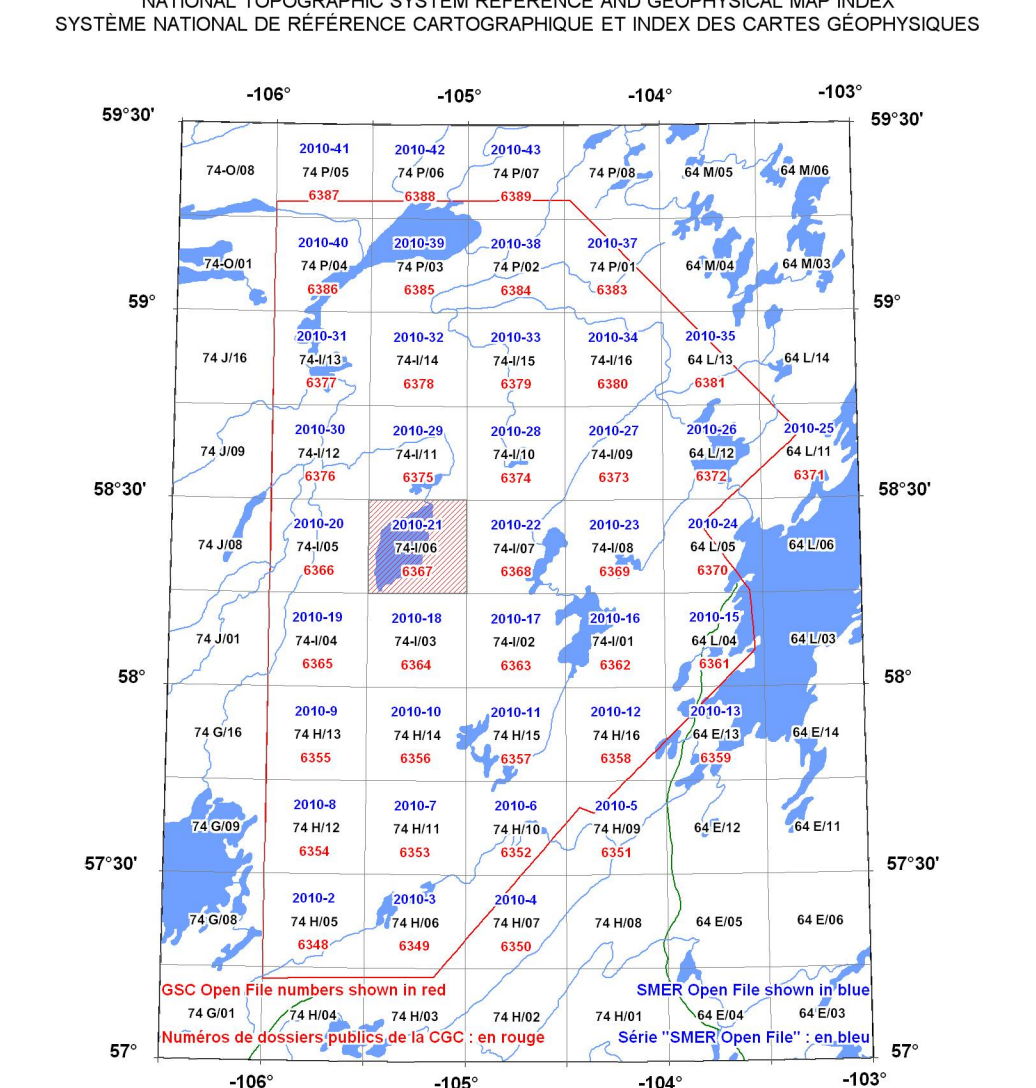 NATIONAL TOPOGRAPHIC SYSTEM REFERENCE AND GEOPHYSICAL MAP INDEX
SYSTÈME NATIONAL DE RÉFÉRENCE CARTOGRAPHIQUE ET INDEX DES CARTES GÉOPHYSIQUES
-106° -105° -104° -103°
59°30' 59°30'
2010-41 2010-42 2010-43
74-O/08 74 P/05 74 P/06 74 P/07 74 P/08 64 M/05 64 M/06
6387 6388 6389
2010-40 2010-39 2010-38 2010-37
74-O/01 74 P/04 74 P/03 74 P/02 74 P/01 64 M/04 64 M/03
6386 6385 6384 6383
59° 59°
2010-31 2010-32 2010-33 2010-34 2010-35
74 J/16 74-I/13 74-I/14 74-I/15 74-I/16 64 L/13 64 L/14
6377 6378 6379 6380 6381
2010-30 2010-29 2010-28 2010-27 2010-26 2010-25
74 J/09 74-I/12 74-I/11 74-I/10 74-I/09 64 L/12 64 L/11
6376 6375 6374 6373 6372 6371
58°30' 58°30'
2010-20 2010-21 2010-22 2010-23 2010-24
74 J/08 74-I/05 74-I/06 74-I/07 74-I/08 64 L/05 64 L/06
6366 6367 6368 6369 6370
2010-19 2010-18 2010-17 2010-16 2010-15
74 J/01 74-I/04 74-I/03 74-I/02 74-I/01 64 L/04 64 L/03
6365 6364 6363 6362 6361
58° 58°
2010-9 2010-10 2010-11 2010-12 2010-13
74 G/16 74 H/13 74 H/14 74 H/15 74 H/16 64 E/13 64 E/14
6355 6356 6357 6358 6359
2010-8 2010-7 2010-6 2010-5
74 G/09 74 H/12 74 H/11 74 H/10 74 H/09 64 E/12 64 E/11
6354 6353 6352 6351
57°30' 57°30'
2010-2 2010-3 2010-4
74 G/08 74 H/05 74 H/06 74 H/07 74 H/08 64 E/05 64 E/06
6348 6349 6350
GSC Open File numbers shown in red SMER Open File shown in blue
74 G/01 74 H/04 74 H/03 74 H/02 74 H/01 64 E/04 64 E/03
Numéros de dossiers publics de la CGC : en rouge Série "SMER Open File" : en bleu
57° 57°
-106° -105° -104° -103°